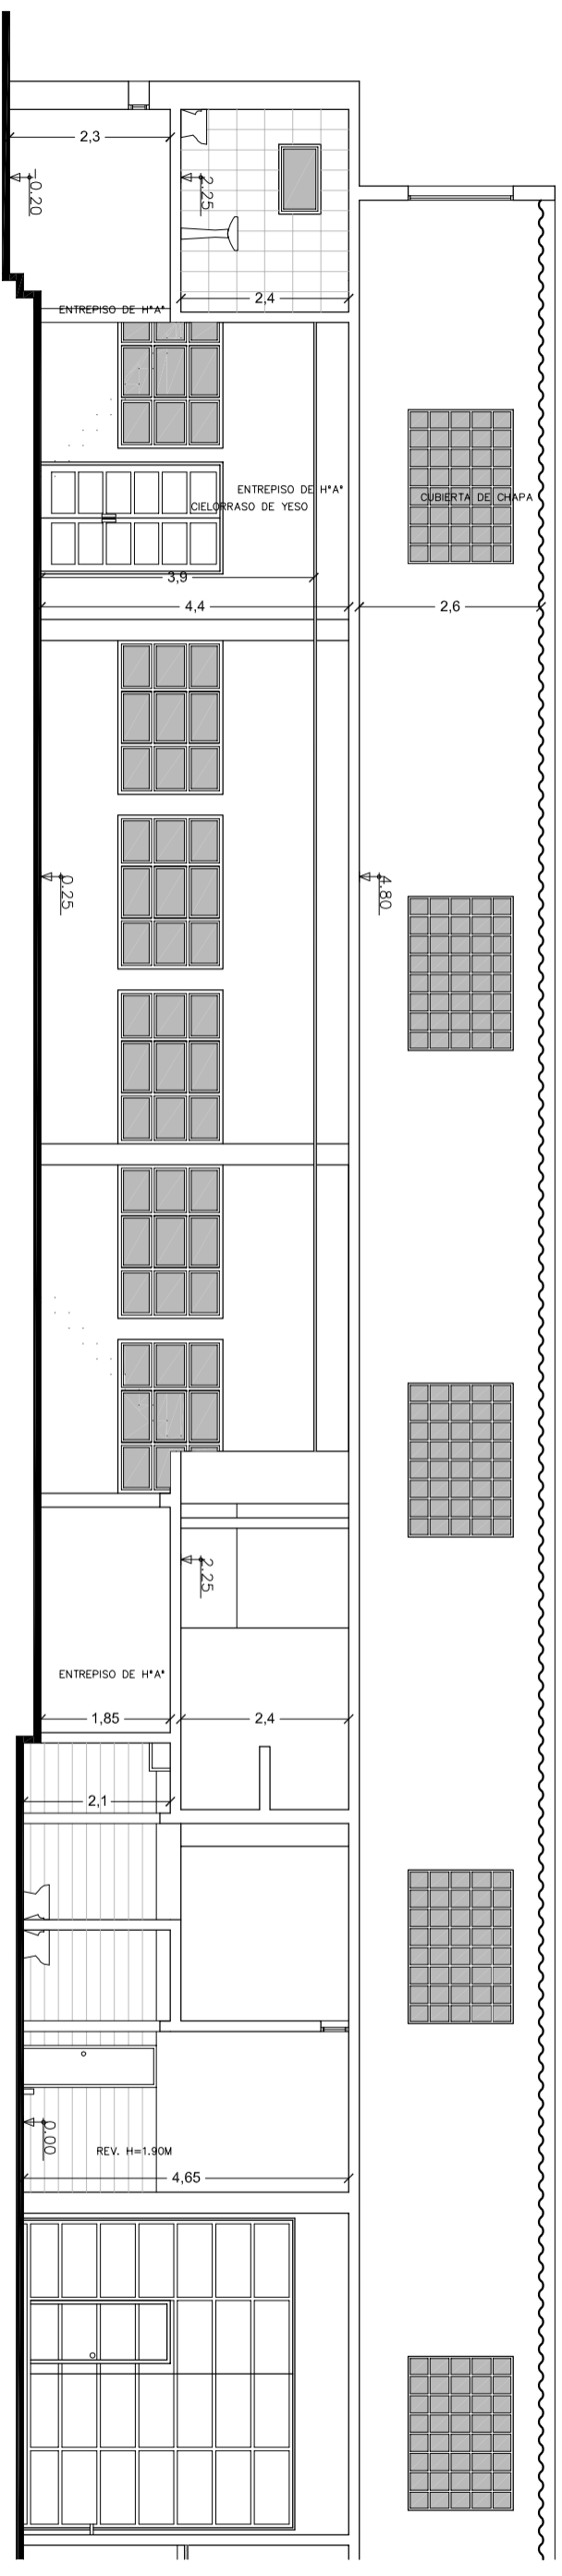 2,3
-0.20
2.25
2,4
ENTREPISO DE H°A°
ENTREPISO DE H°A°
CIELORRASO DE YESO
CUBIERTA DE CHAPA
3,9
4,4
2,6
0.25
4.80
2.25
ENTREPISO DE H°A°
1,85
2,4
2,1
0.00
REV. H=1.90M
4,65